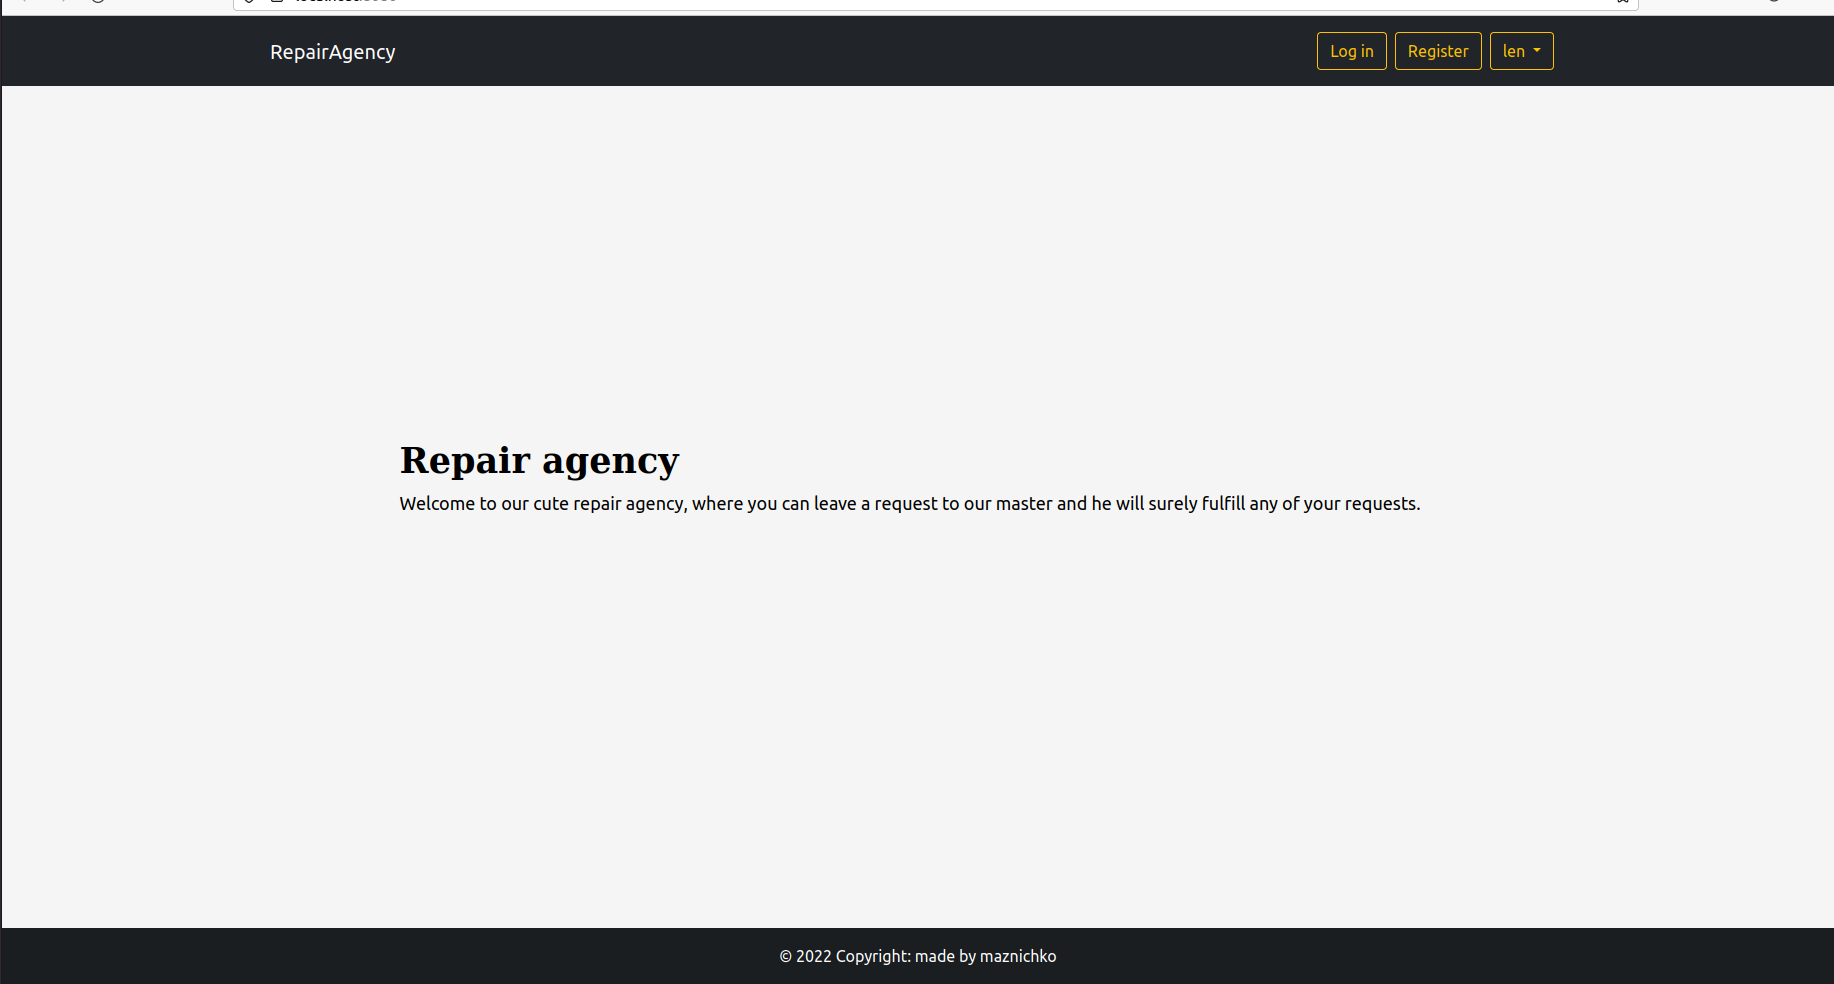 RepairAgency
Log in
Register
len
Repair agency
Welcome to our cute repair agency, where you can leave a request to our master and he will surely fulfill any of your requests.
© 2022 Copyright: made by maznichko